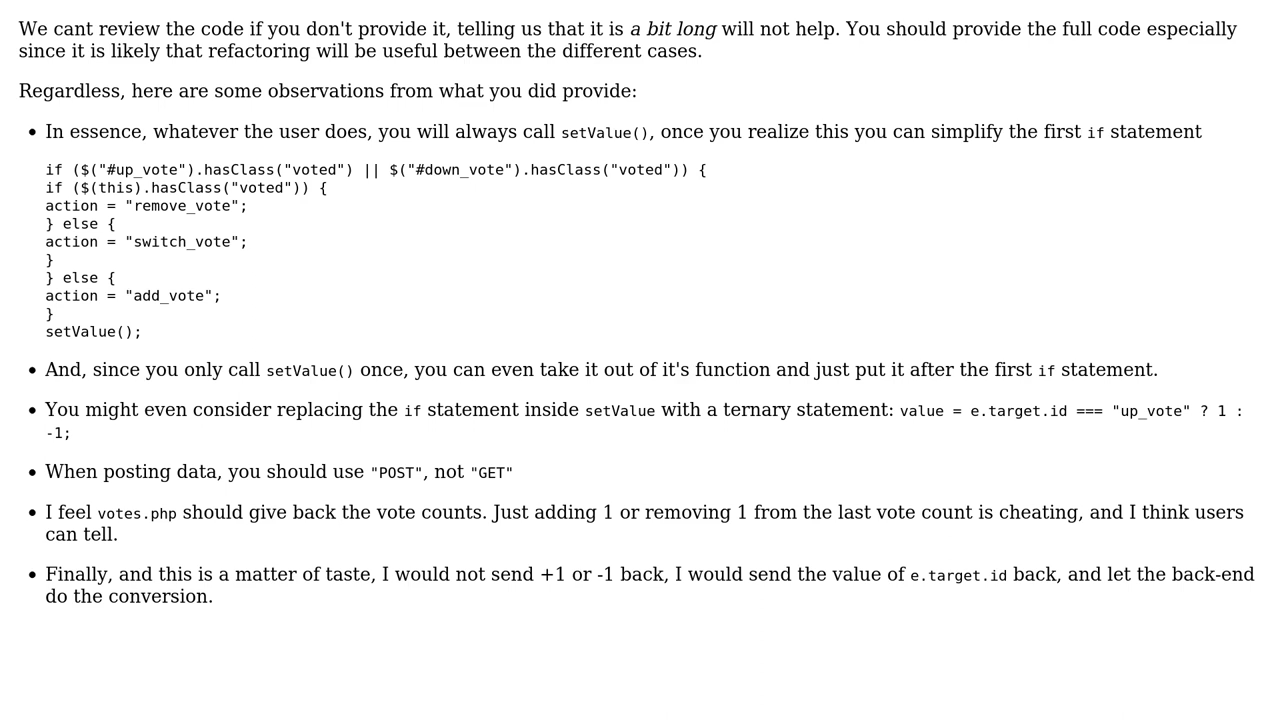 We cant review the code if you don't provide it, telling us that it is a bit long will not help. You should provide the full code especially
since it is likely that refactoring will be useful between the different cases.
Regardless, here are some observations from what you did provide:
• In essence, whatever the user does, you will always call setValue(), once you realize this you can simplify the first if statement
if ($("#up_vote").hasClass("voted") || $("#down_vote").hasClass("voted")) {
if ($(this).hasClass("voted")) {
action = "remove_vote";
} else {
action = "switch_vote";
}
} else {
action = "add_vote";
}
setValue();
• And, since you only call setValue() once, you can even take it out of it's function and just put it after the first if statement.
• You might even consider replacing the if statement inside setValue with a ternary statement: value = e.target.id === "up_vote" ? 1 :
-1;
• When posting data, you should use "POST", not "GET"
• I feel votes.php should give back the vote counts. Just adding 1 or removing 1 from the last vote count is cheating, and I think users
can tell.
• Finally, and this is a matter of taste, I would not send +1 or -1 back, I would send the value of e.target.id back, and let the back-end
do the conversion.